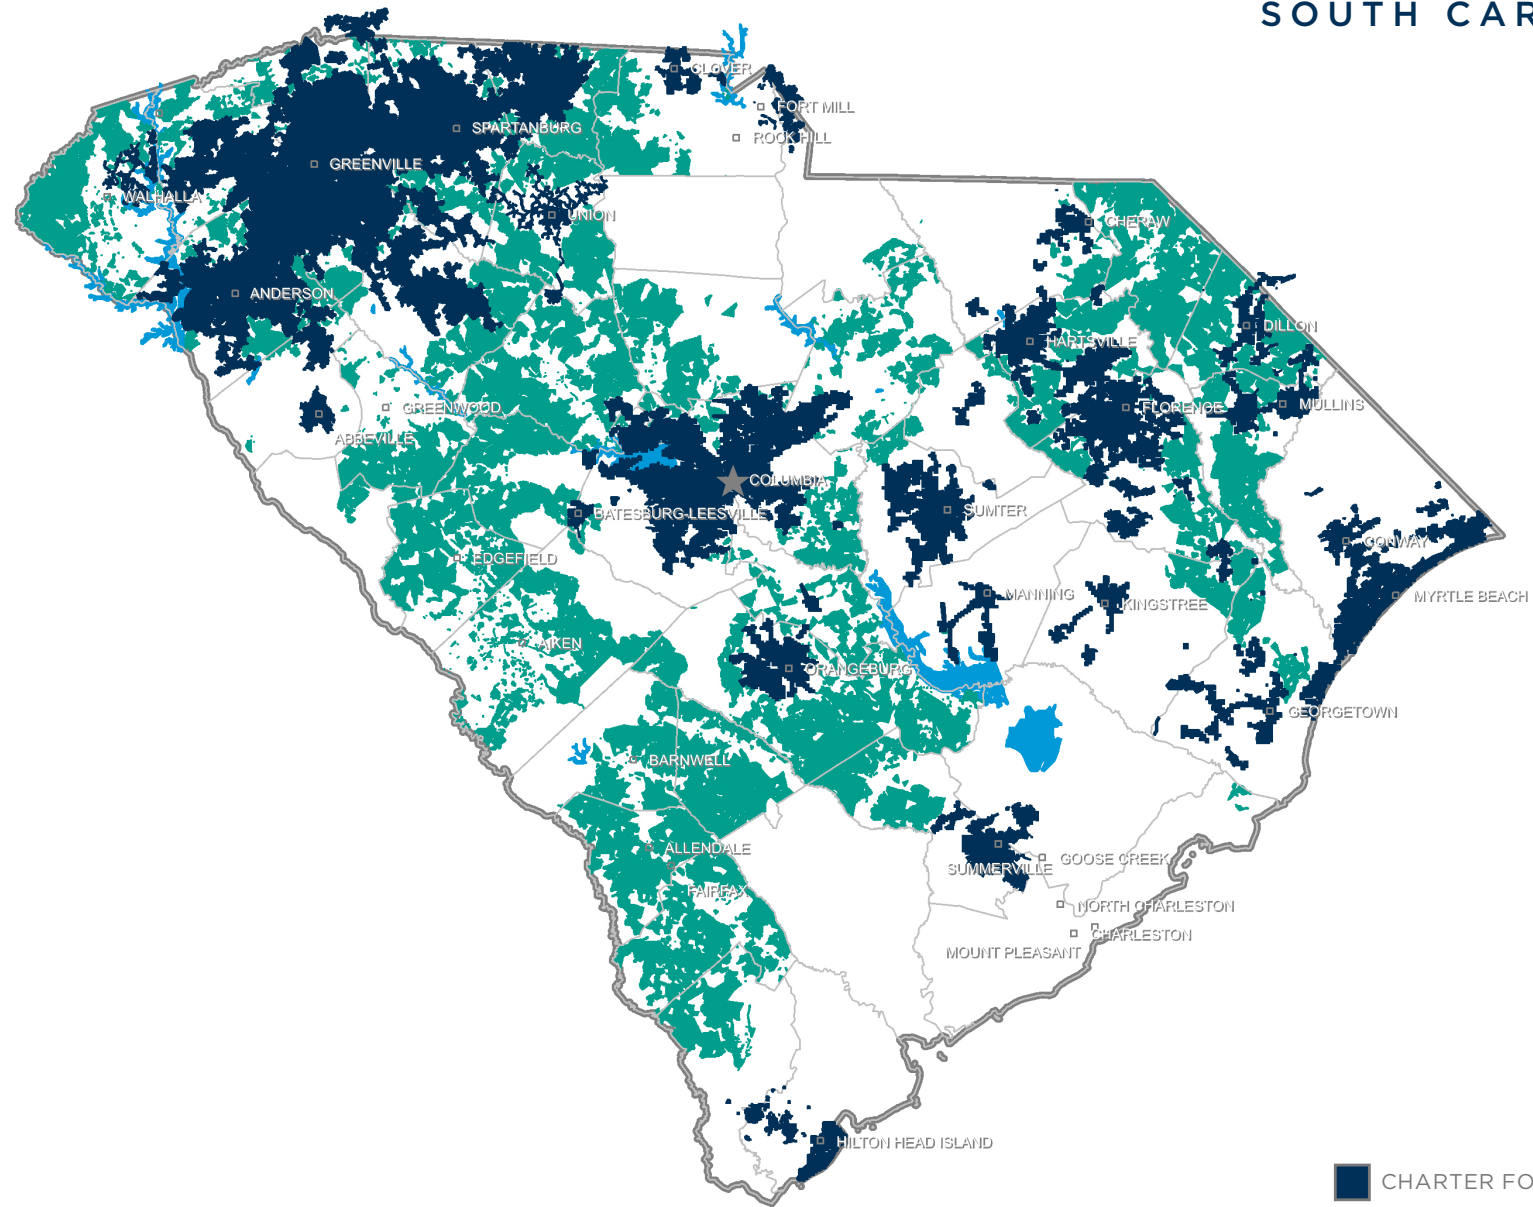 SOUTH CAR
CLOVER
FORT MILL
ROCK HILL
SPARTANBURG
GREENVILLE
WALHALLA
UNION
CHERAW
ANDERSON
DILLON
HARTSVILLE
GREENWOOD
FLORENCE
MULLINS
ABBEVILLE
COLUMBIA
BATESBURG-LEESVILLE
SUMTER
CONWAY
EDGEFIELD
MANNING
KINGSTREE
MYRTLE BEACH
AIKEN
ORANGEBURG
GEORGETOWN
BARNWELL
ALLENDALE
GOOSE CREEK
SUMMERVILLE
FAIRFAX
NORTH CHARLESTON
CHARLESTON
MOUNT PLEASANT
HILTON HEAD ISLAND
CHARTER FO